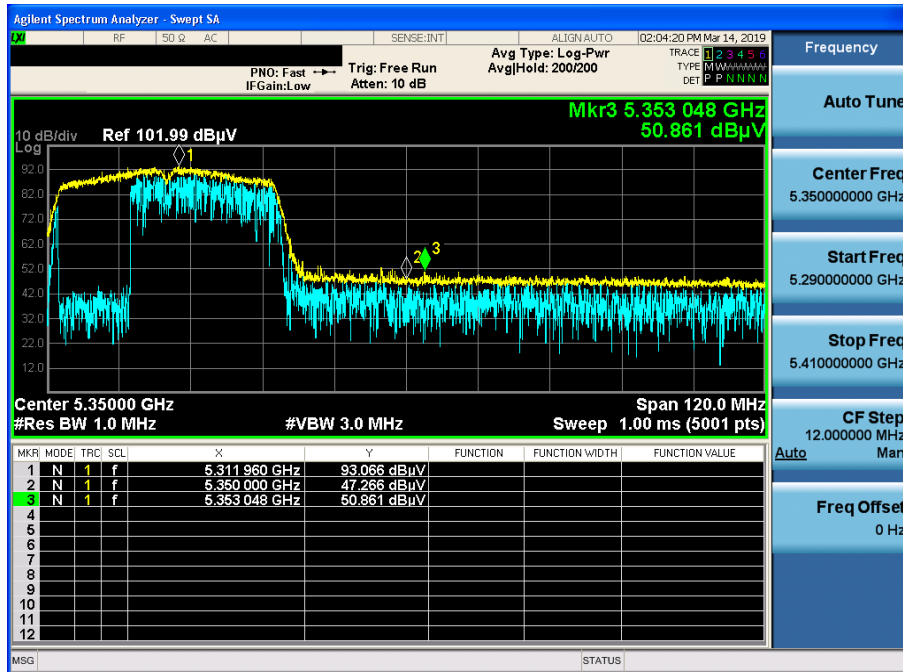 Agilent Spectrum Analyzer - Swept SA
LXI RF 50 Ω AC SENSE:INT ALIGN AUTO 02:04:20 PM Mar 14, 2019
Frequency
PNO: Fast
IFGain:Low
Trig: Free Run
Atten: 10 dB
Avg Type: Log-Pwr
Avg|Hold: 200/200
TRACE 1 2 3 4 5 6
TYPE M
DET P P N N N N
Auto Tune
Mkr3 5.353 048 GHz
50.861 dBµV
10 dB/div Ref 101.99 dBµV
Log
92.0
82.0
72.0
62.0
52.0
42.0
32.0
22.0
12.0
1
2
3
Center Freq
5.350000000 GHz
Start Freq
5.290000000 GHz
Stop Freq
5.410000000 GHz
Center 5.35000 GHz Span 120.0 MHz
#Res BW 1.0 MHz #VBW 3.0 MHz Sweep 1.00 ms (5001 pts)
CF Step
12.000000 MHz
Auto Man
MKR MODE TRC SCL X Y FUNCTION FUNCTION WIDTH FUNCTION VALUE
1 N 1 f 5.311 960 GHz 93.066 dBµV
2 N 1 f 5.350 000 GHz 47.266 dBµV
3 N 1 f 5.353 048 GHz 50.861 dBµV
4
5
6
7
8
9
10
11
12
Freq Offset
0 Hz
MSG STATUS